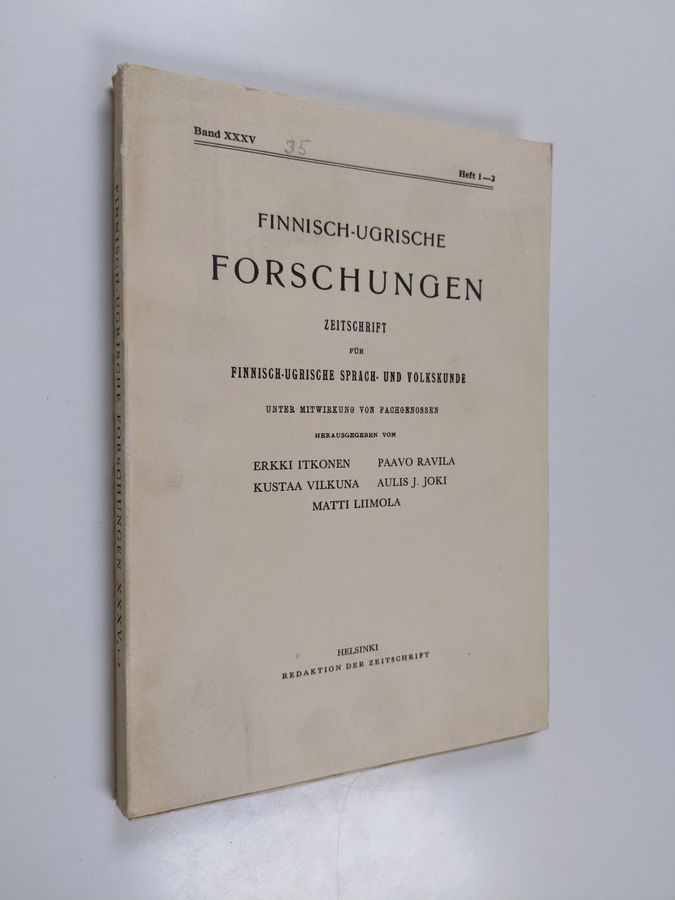 Band XXXV 35
Heft 1—2
FINNISCH-UGRISCHE
FORSCHUNGEN
ZEITSCHRIFT
FÜR
FINNISCH-UGRISCHE SPRACH- UND VOLKSKUNDE
UNTER MITWIRKUNG VON FACHGENOSSEN
HERAUSGEGEBEN VON
ERKKI ITKONEN PAAVO RAVILA
KUSTAA VILKUNA AULIS J. JOKI
MATTI LIIMOLA
HELSINKI
REDAKTION DER ZEITSCHRIFT
FINNISCH-UGRISCHE FORSCHUNGEN XXXV,1-2